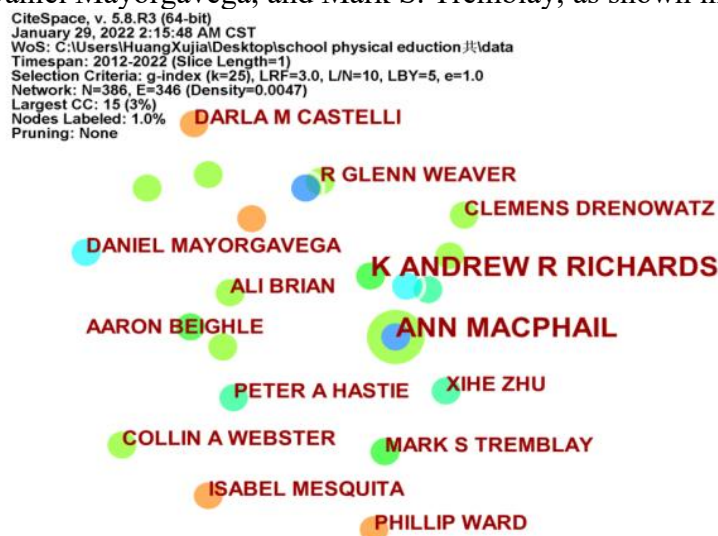 Daniel Mayorgavega, and Mark S. Tremblay, as shown in
CiteSpace, v. 5.8.R3 (64-bit)
January 29, 2022 2:15:48 AM CST
WoS: C:\Users\HuangXujia\Desktop\school physical eduction共\data
Timespan: 2012-2022 (Slice Length=1)
Selection Criteria: g-index (k=25), LRF=3.0, L/N=10, LBY=5, e=1.0
Network: N=386, E=346 (Density=0.0047)
Largest CC: 15 (3%)
Nodes Labeled: 1.0%
Pruning: None
DARLA M CASTELLI
R GLENN WEAVER
CLEMENS DRENOWATZ
DANIEL MAYORGAVEGA
K ANDREW R RICHARDS
ALI BRIAN
AARON BEIGHLE
ANN MACPHAIL
PETER A HASTIE
XIHE ZHU
COLLIN A WEBSTER
MARK S TREMBLAY
ISABEL MESQUITA
PHILLIP WARD